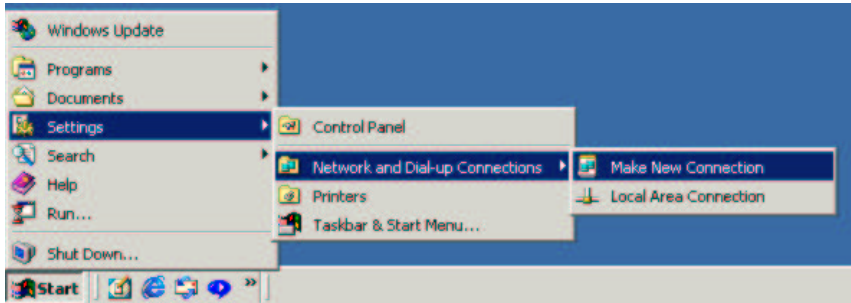 Windows Update
Programs
Documents
Settings
Search
Help
Run...
Shut Down...
Control Panel
Network and Dial-up Connections
Printers
Taskbar & Start Menu...
Make New Connection
Local Area Connection
Start
»